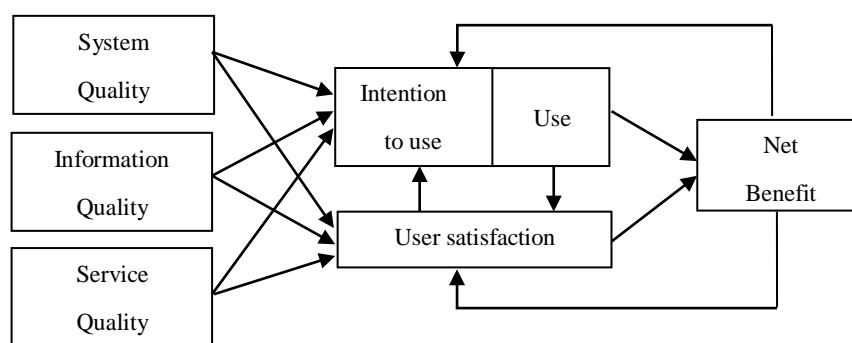 System
Quality
Information
Quality
Service
Quality
Intention
to use
Use
User satisfaction
Net
Benefit